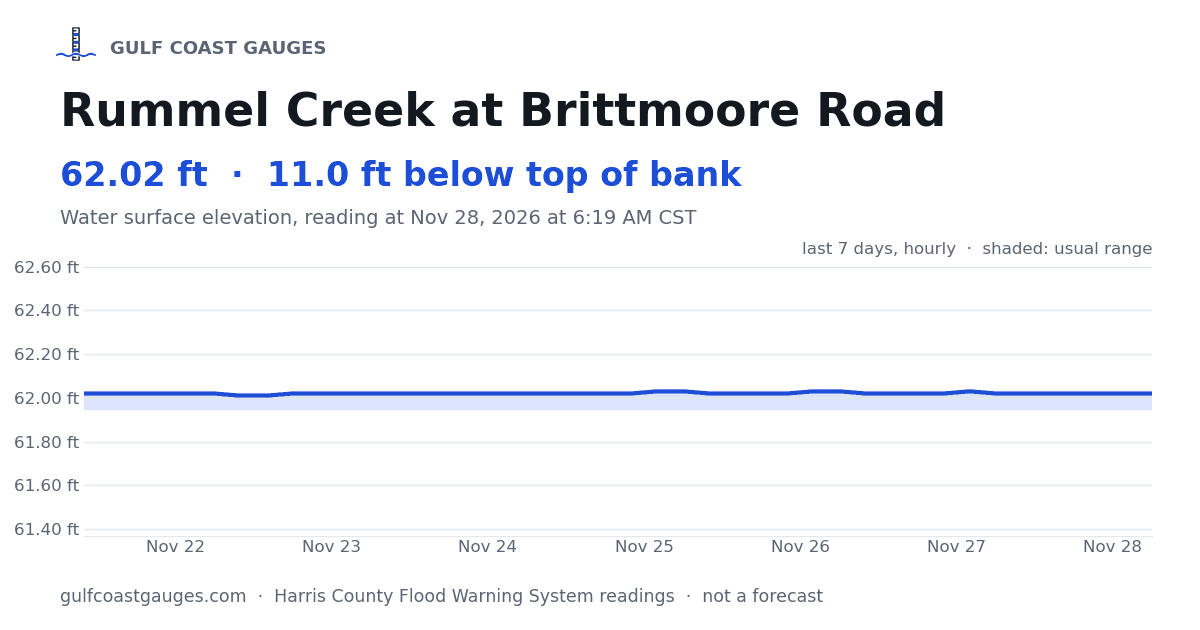 GULF COAST GAUGES
Rummel Creek at Brittmoore Road
62.02 ft · 11.0 ft below top of bank
Water surface elevation, reading at Nov 28, 2026 at 6:19 AM CST
last 7 days, hourly · shaded: usual range
62.60 ft
62.40 ft
62.20 ft
62.00 ft
61.80 ft
61.60 ft
61.40 ft
Nov 22 Nov 23 Nov 24 Nov 25 Nov 26 Nov 27 Nov 28
gulfcoastgauges.com · Harris County Flood Warning System readings · not a forecast